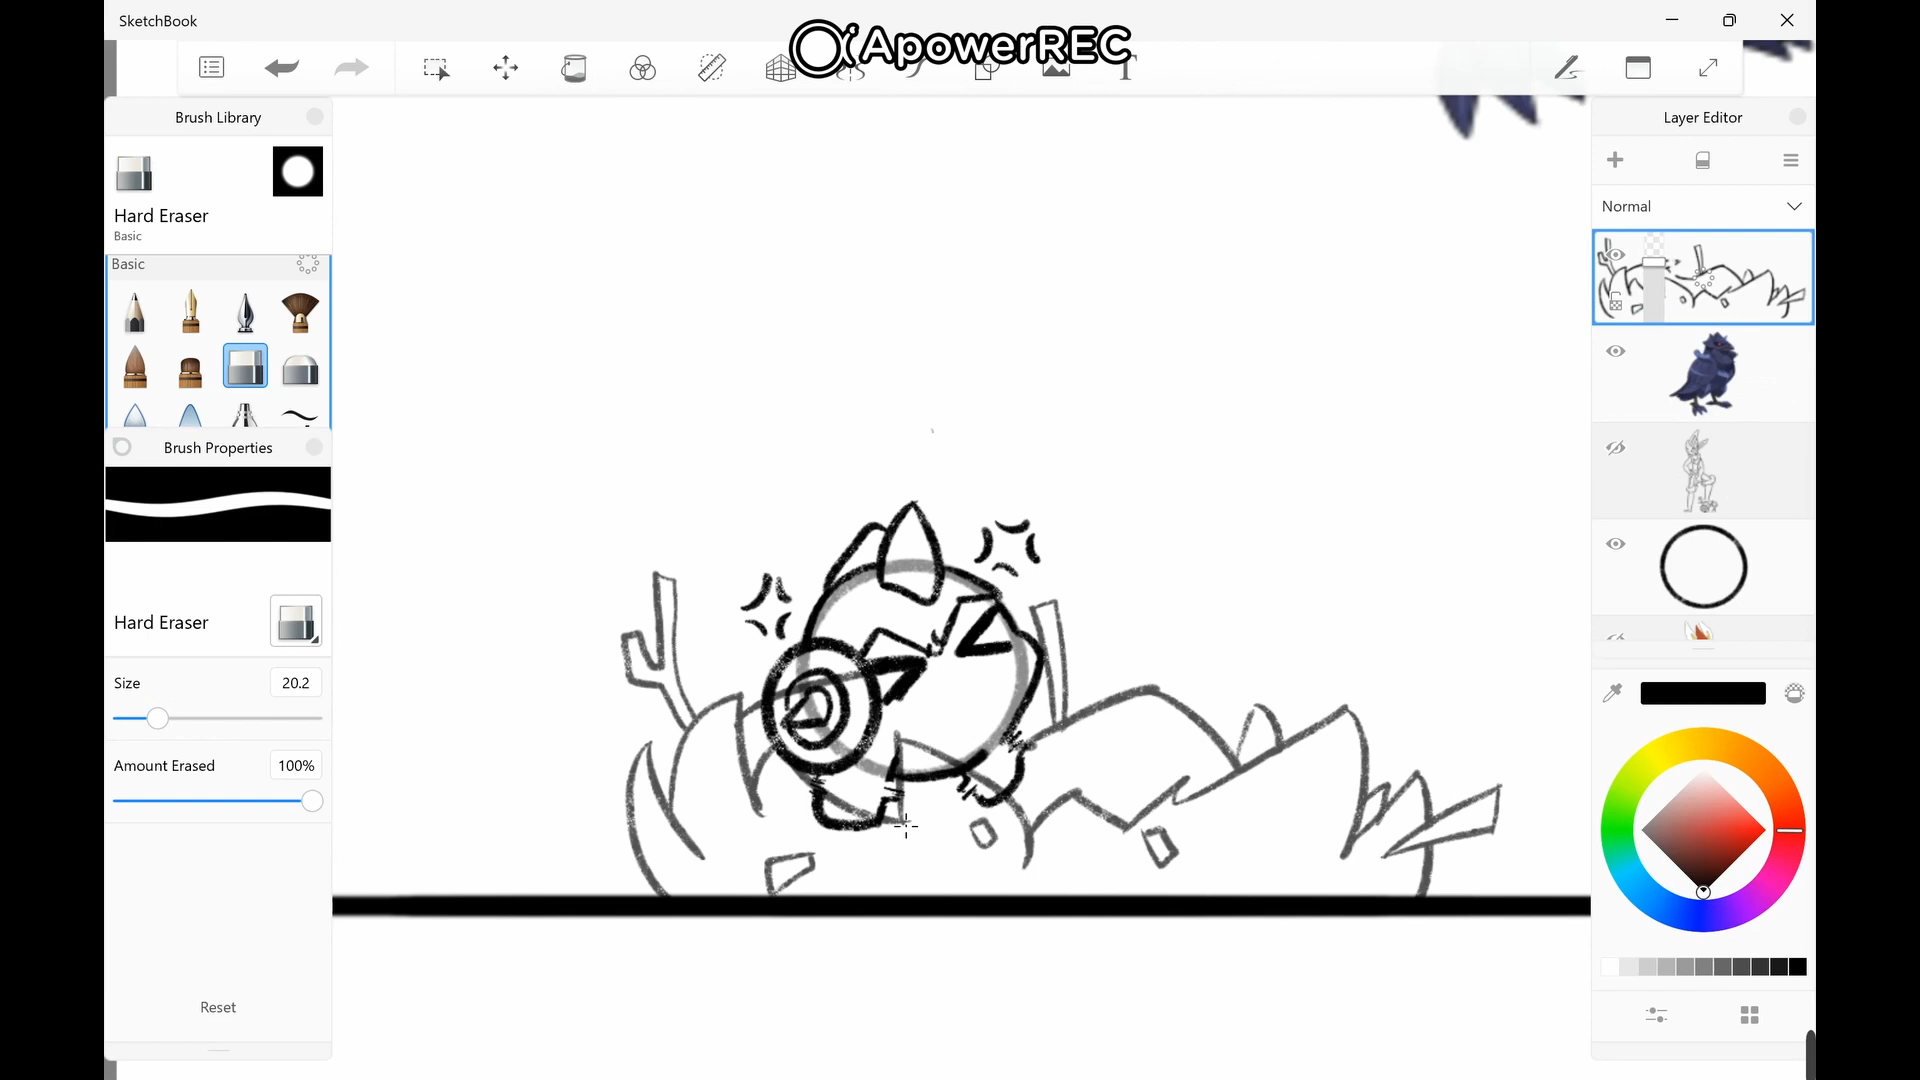 SketchBook
ApowerREC
T
Brush Library
Layer Editor
Hard Eraser
Basic
Normal
Basic
Brush Properties
Hard Eraser
Size
20.2
Amount Erased
100%
Reset